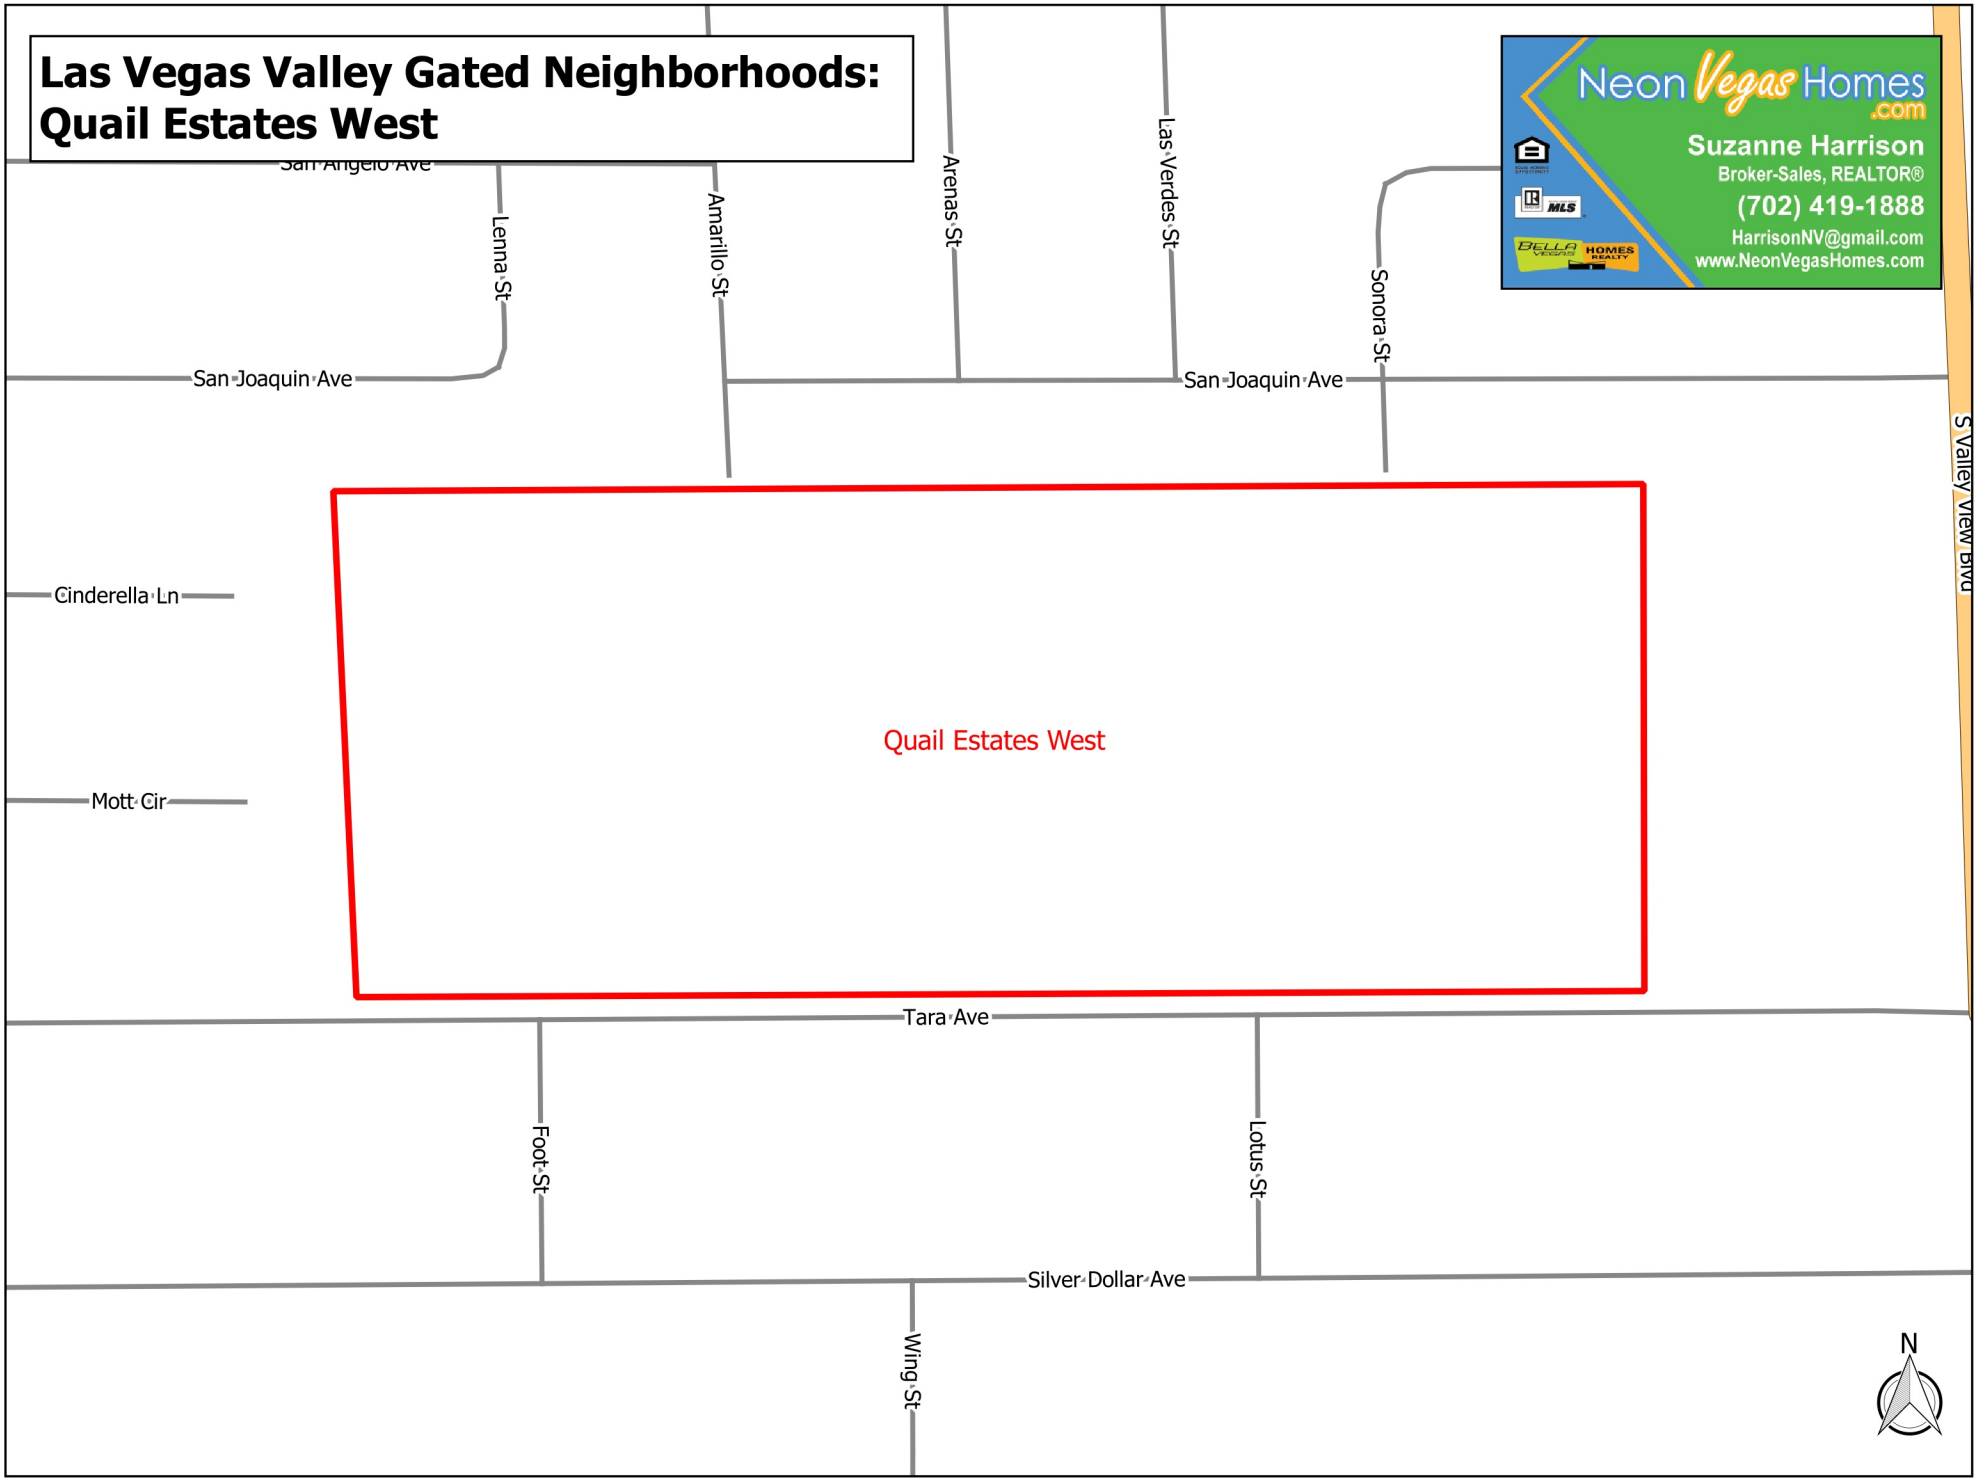 Las Vegas Valley Gated Neighborhoods:
Quail Estates West
Neon Vegas Homes
.com
Suzanne Harrison
Broker-Sales, REALTOR®
(702) 419-1888
HarrisonNV@gmail.com
www.NeonVegasHomes.com
MLS
BELLA
VEGAS
HOMES
REALTY
San Angelo Ave
Lenna St
Amarillo St
Arenas St
Las Verdes St
Sonora St
San Joaquin Ave
San Joaquin Ave
S Valley View Blvd
Cinderella Ln
Quail Estates West
Mott Cir
Tara Ave
Foot St
Lotus St
Silver Dollar Ave
Wing St
N